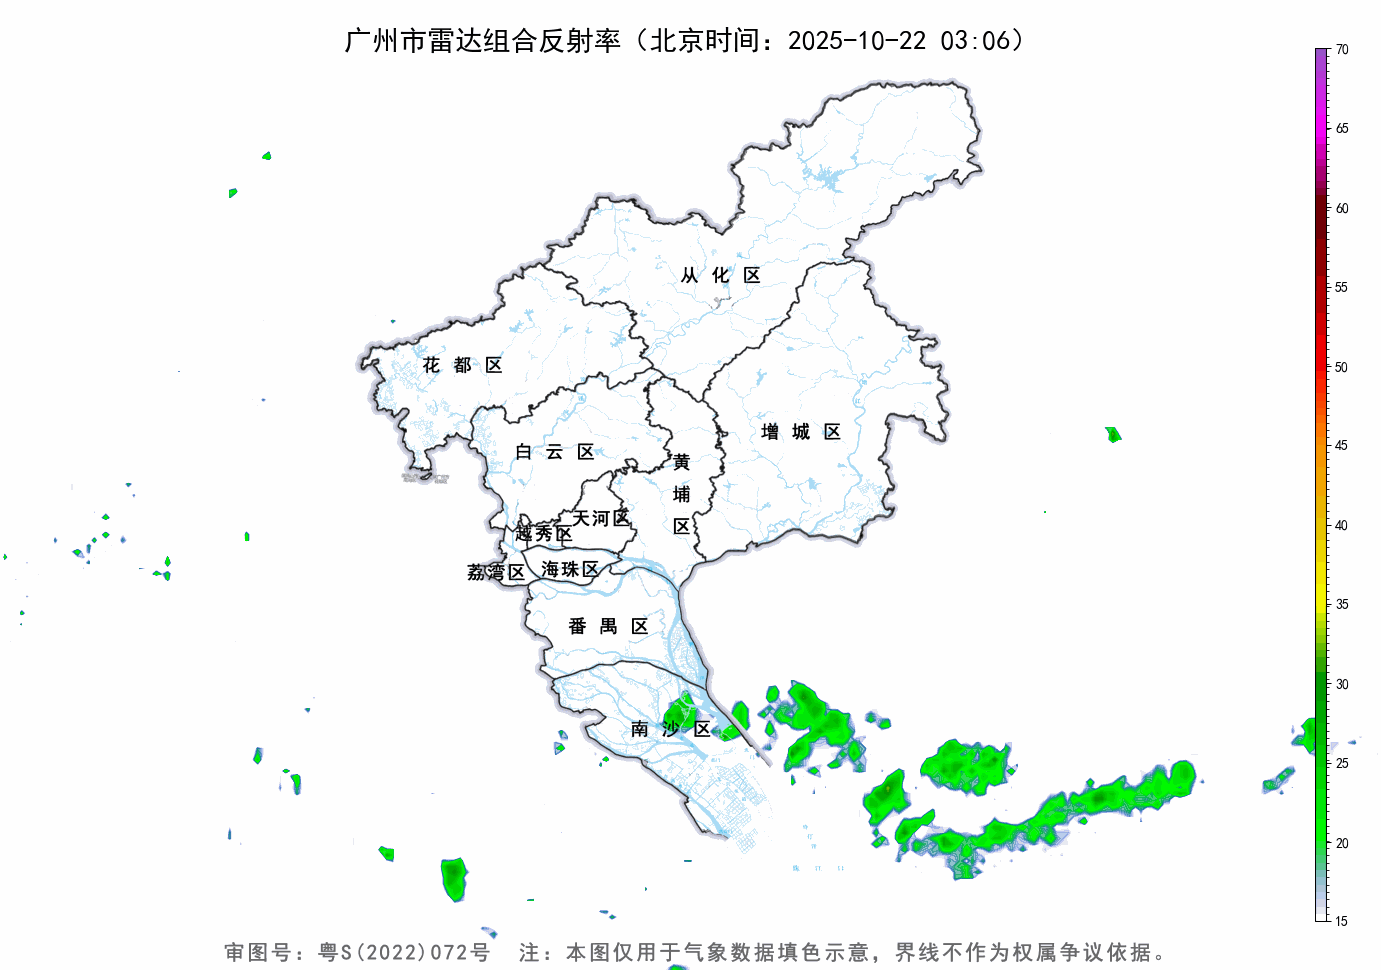 广州市雷达组合反射率（北京时间：2025-10-22 03:06）
70
65
60
55
50
45
40
35
30
25
20
15
从化区
花都区
增城区
白云区
黄埔区
天河区
越秀区
荔湾区
海珠区
番禺区
南沙区
审图号：粤S(2022)072号 注：本图仅用于气象数据填色示意，界线不作为权属争议依据。